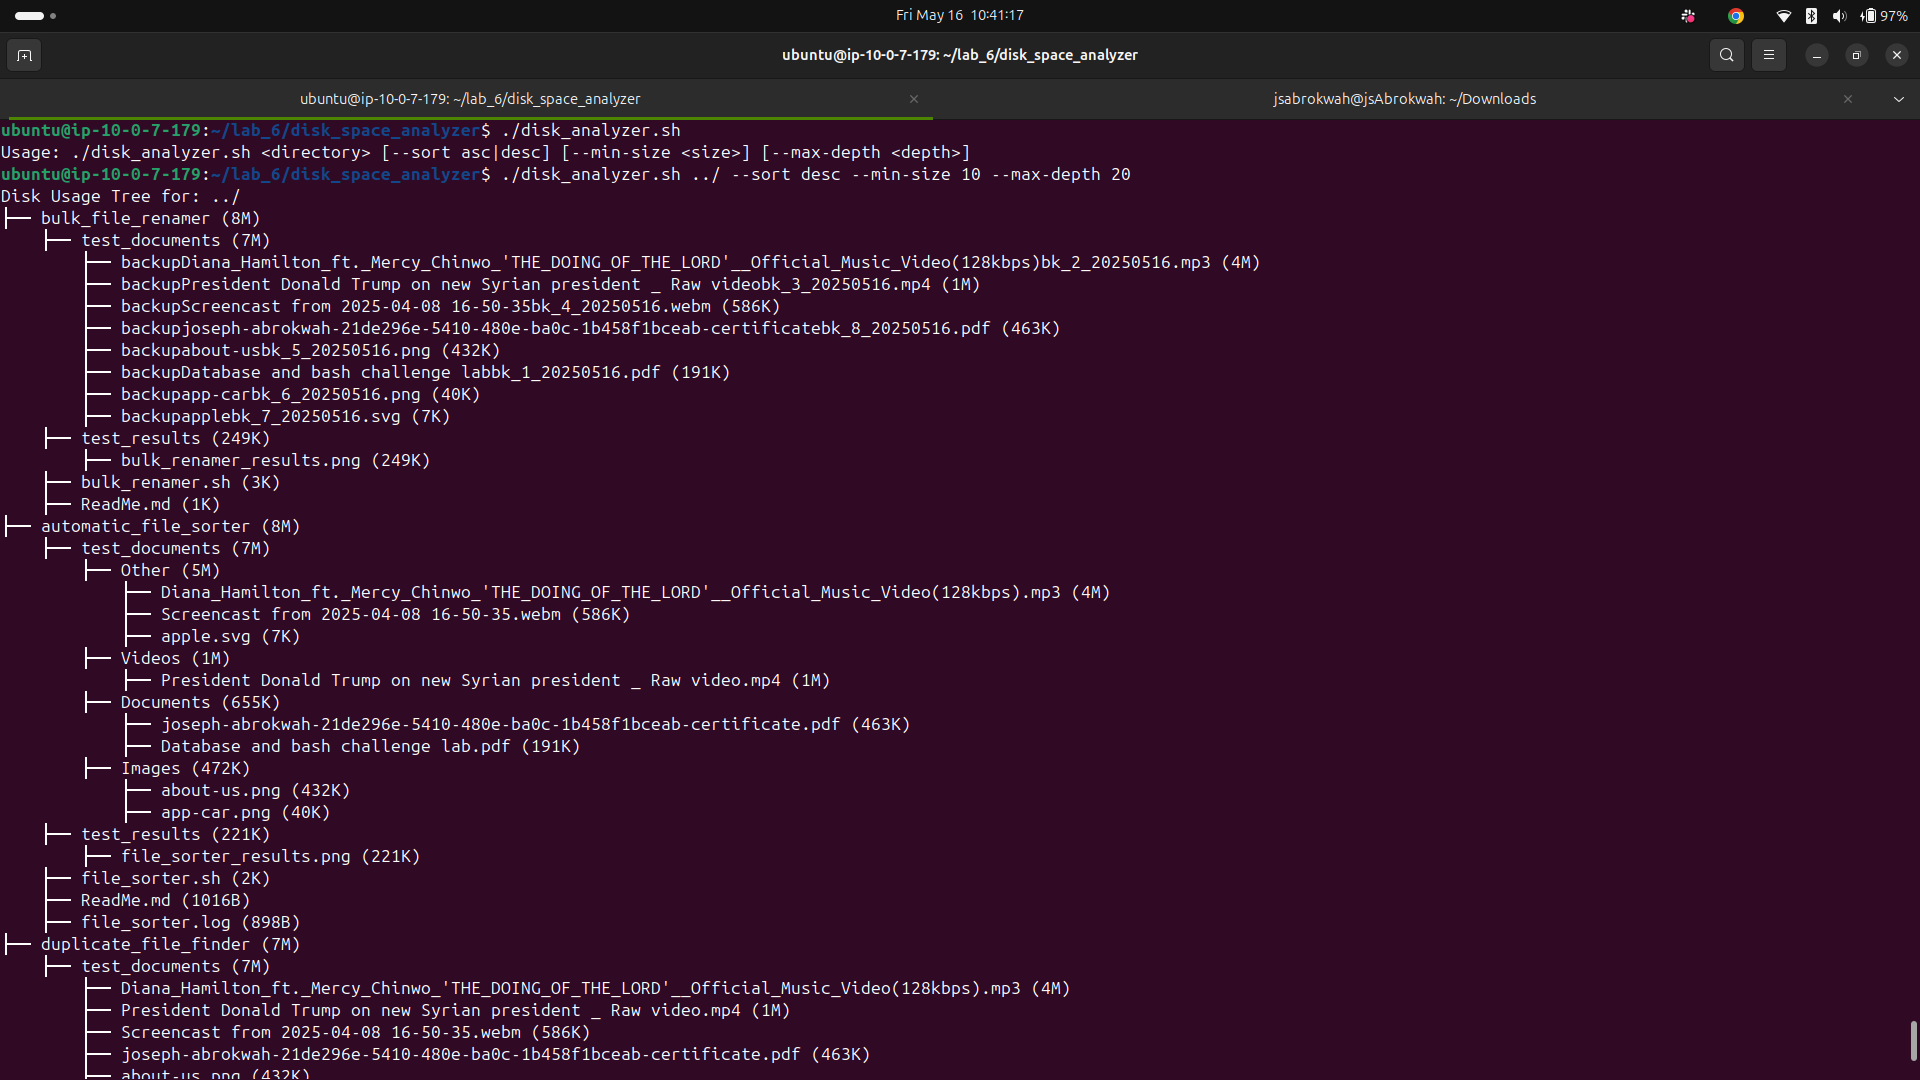 Fri May 16 10:41:17
97%
ubuntu@ip-10-0-7-179: ~/lab_6/disk_space_analyzer
ubuntu@ip-10-0-7-179: ~/lab_6/disk_space_analyzer
jsabrokwah@jsAbrokwah: ~/Downloads
ubuntu@ip-10-0-7-179:~/lab_6/disk_space_analyzer$ ./disk_analyzer.sh
Usage: ./disk_analyzer.sh <directory> [--sort asc|desc] [--min-size <size>] [--max-depth <depth>]
ubuntu@ip-10-0-7-179:~/lab_6/disk_space_analyzer$ ./disk_analyzer.sh ../ --sort desc --min-size 10 --max-depth 20
Disk Usage Tree for: ../
├── bulk_file_renamer (8M)
    ├── test_documents (7M)
        ├── backupDiana_Hamilton_ft._Mercy_Chinwo_'THE_DOING_OF_THE_LORD'__Official_Music_Video(128kbps)bk_2_20250516.mp3 (4M)
        ├── backupPresident Donald Trump on new Syrian president _ Raw videobk_3_20250516.mp4 (1M)
        ├── backupScreencast from 2025-04-08 16-50-35bk_4_20250516.webm (586K)
        ├── backupjoseph-abrokwah-21de296e-5410-480e-ba0c-1b458f1bceab-certificatebk_8_20250516.pdf (463K)
        ├── backupabout-usbk_5_20250516.png (432K)
        ├── backupDatabase and bash challenge labbk_1_20250516.pdf (191K)
        ├── backupapp-carbk_6_20250516.png (40K)
        ├── backupapplebk_7_20250516.svg (7K)
    ├── test_results (249K)
        ├── bulk_renamer_results.png (249K)
    ├── bulk_renamer.sh (3K)
    ├── ReadMe.md (1K)
├── automatic_file_sorter (8M)
    ├── test_documents (7M)
        ├── Other (5M)
            ├── Diana_Hamilton_ft._Mercy_Chinwo_'THE_DOING_OF_THE_LORD'__Official_Music_Video(128kbps).mp3 (4M)
            ├── Screencast from 2025-04-08 16-50-35.webm (586K)
            ├── apple.svg (7K)
        ├── Videos (1M)
            ├── President Donald Trump on new Syrian president _ Raw video.mp4 (1M)
        ├── Documents (655K)
            ├── joseph-abrokwah-21de296e-5410-480e-ba0c-1b458f1bceab-certificate.pdf (463K)
            ├── Database and bash challenge lab.pdf (191K)
        ├── Images (472K)
            ├── about-us.png (432K)
            ├── app-car.png (40K)
    ├── test_results (221K)
        ├── file_sorter_results.png (221K)
    ├── file_sorter.sh (2K)
    ├── ReadMe.md (1016B)
    ├── file_sorter.log (898B)
├── duplicate_file_finder (7M)
    ├── test_documents (7M)
        ├── Diana_Hamilton_ft._Mercy_Chinwo_'THE_DOING_OF_THE_LORD'__Official_Music_Video(128kbps).mp3 (4M)
        ├── President Donald Trump on new Syrian president _ Raw video.mp4 (1M)
        ├── Screencast from 2025-04-08 16-50-35.webm (586K)
        ├── joseph-abrokwah-21de296e-5410-480e-ba0c-1b458f1bceab-certificate.pdf (463K)
        ├── about-us.png (432K)